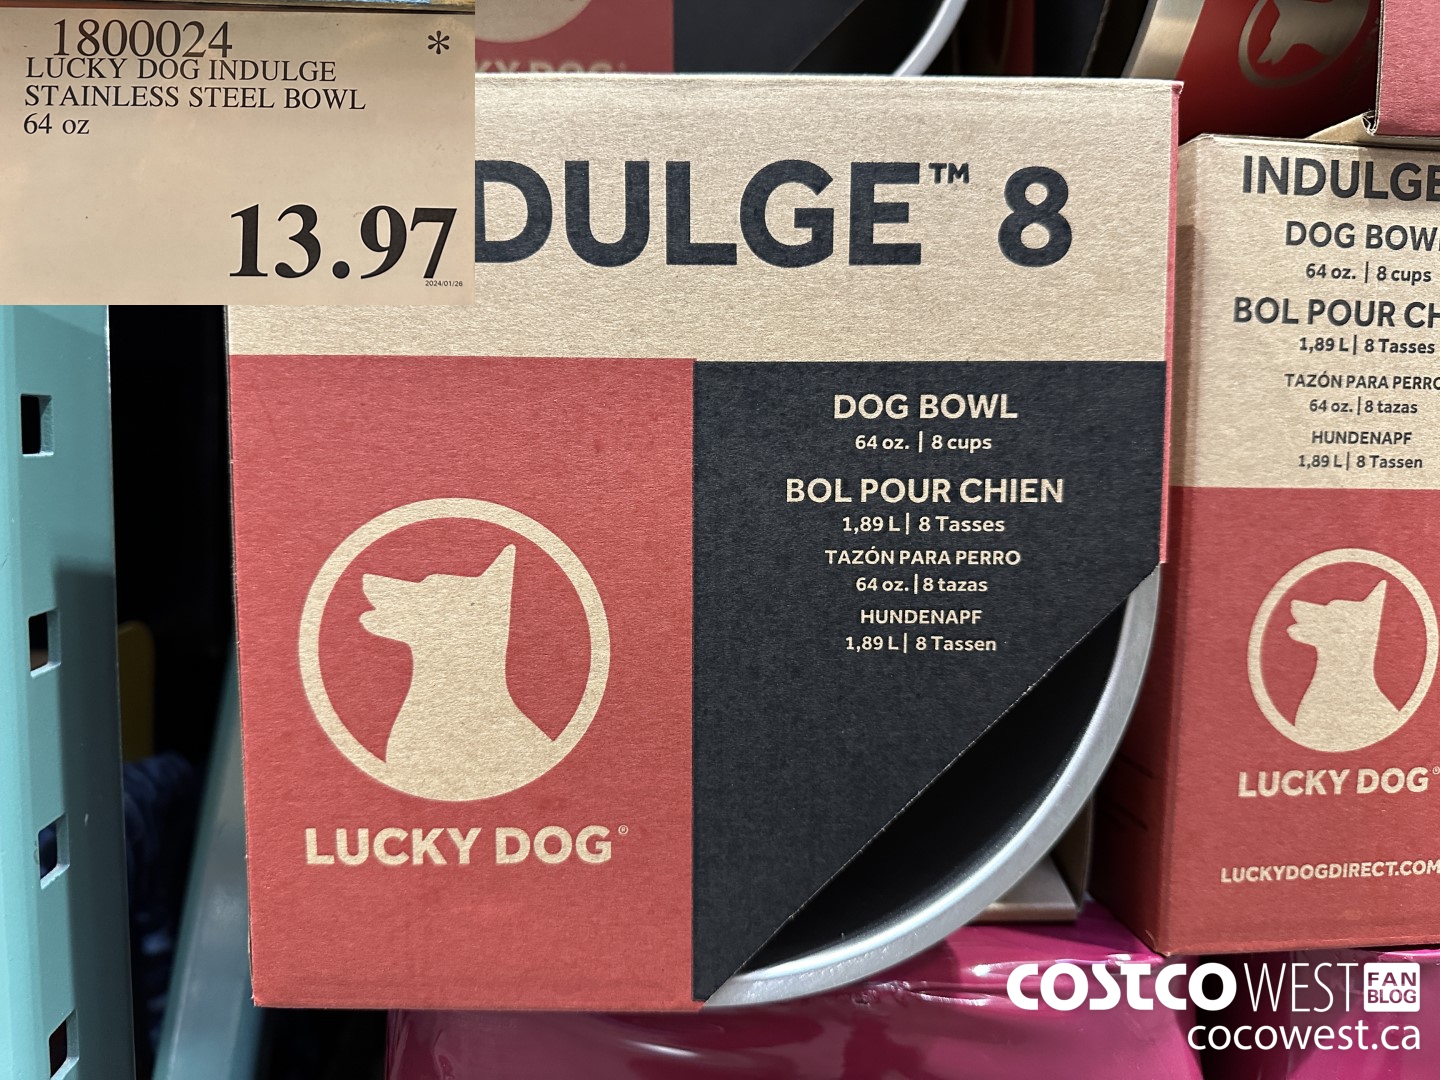 1800024 *
LUCKY DOG INDULGE
STAINLESS STEEL BOWL
64 oz
13.97
2024/01/26
KY DOG
DULGE™ 8
DOG BOWL
64 oz. | 8 cups
BOL POUR CHIEN
1,89 L | 8 Tasses
TAZÓN PARA PERRO
64 oz. | 8 tazas
HUNDENAPF
1,89 L | 8 Tassen
LUCKY DOG®
INDULGE
DOG BOWL
64 oz. | 8 cups
BOL POUR CH
1,89 L | 8 Tasses
TAZÓN PARA PERRO
64 oz. | 8 tazas
HUNDENAPF
1,89 L | 8 Tassen
LUCKY DOG®
LUCKYDOGDIRECT.COM
COSTCO WEST FAN BLOG
cocowest.ca